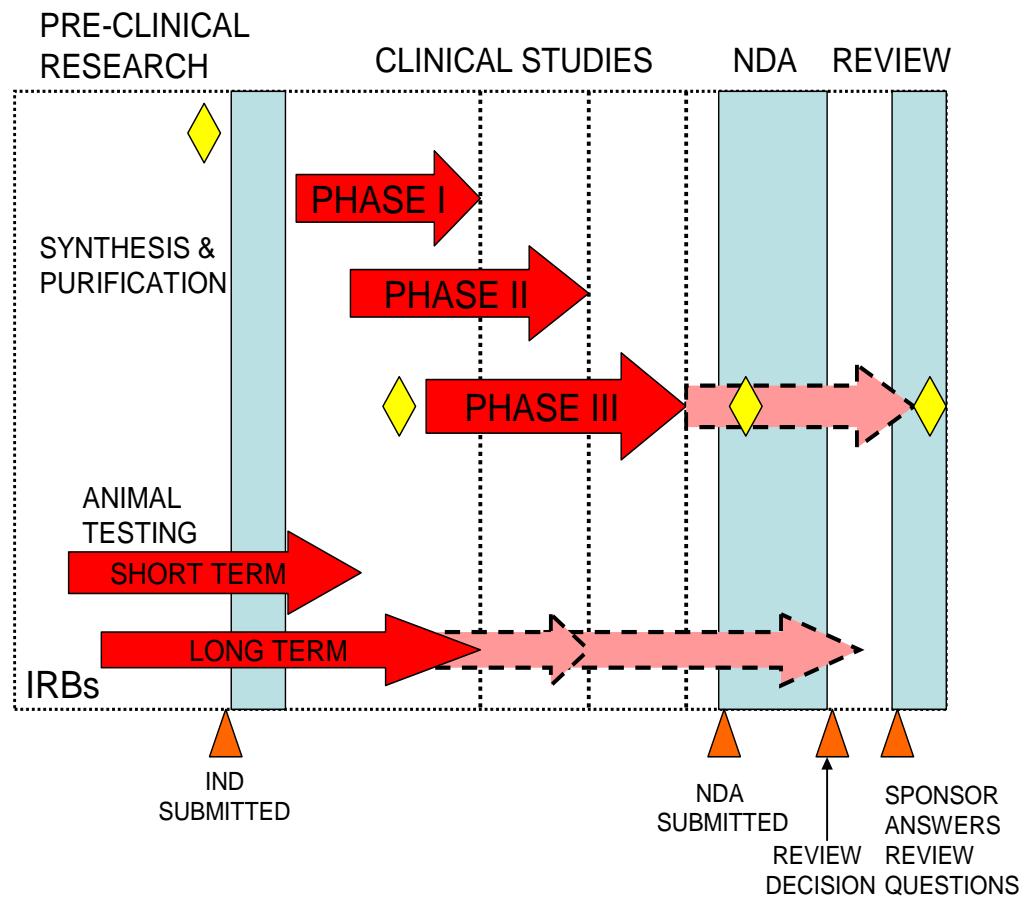 PRE-CLINICAL
RESEARCH
CLINICAL STUDIES
NDA
REVIEW
PHASE I
SYNTHESIS &
PURIFICATION
PHASE II
PHASE III
ANIMAL
TESTING
SHORT TERM
LONG TERM
IRBs
IND
SUBMITTED
NDA
SUBMITTED
REVIEW
DECISION
SPONSOR
ANSWERS
REVIEW
QUESTIONS